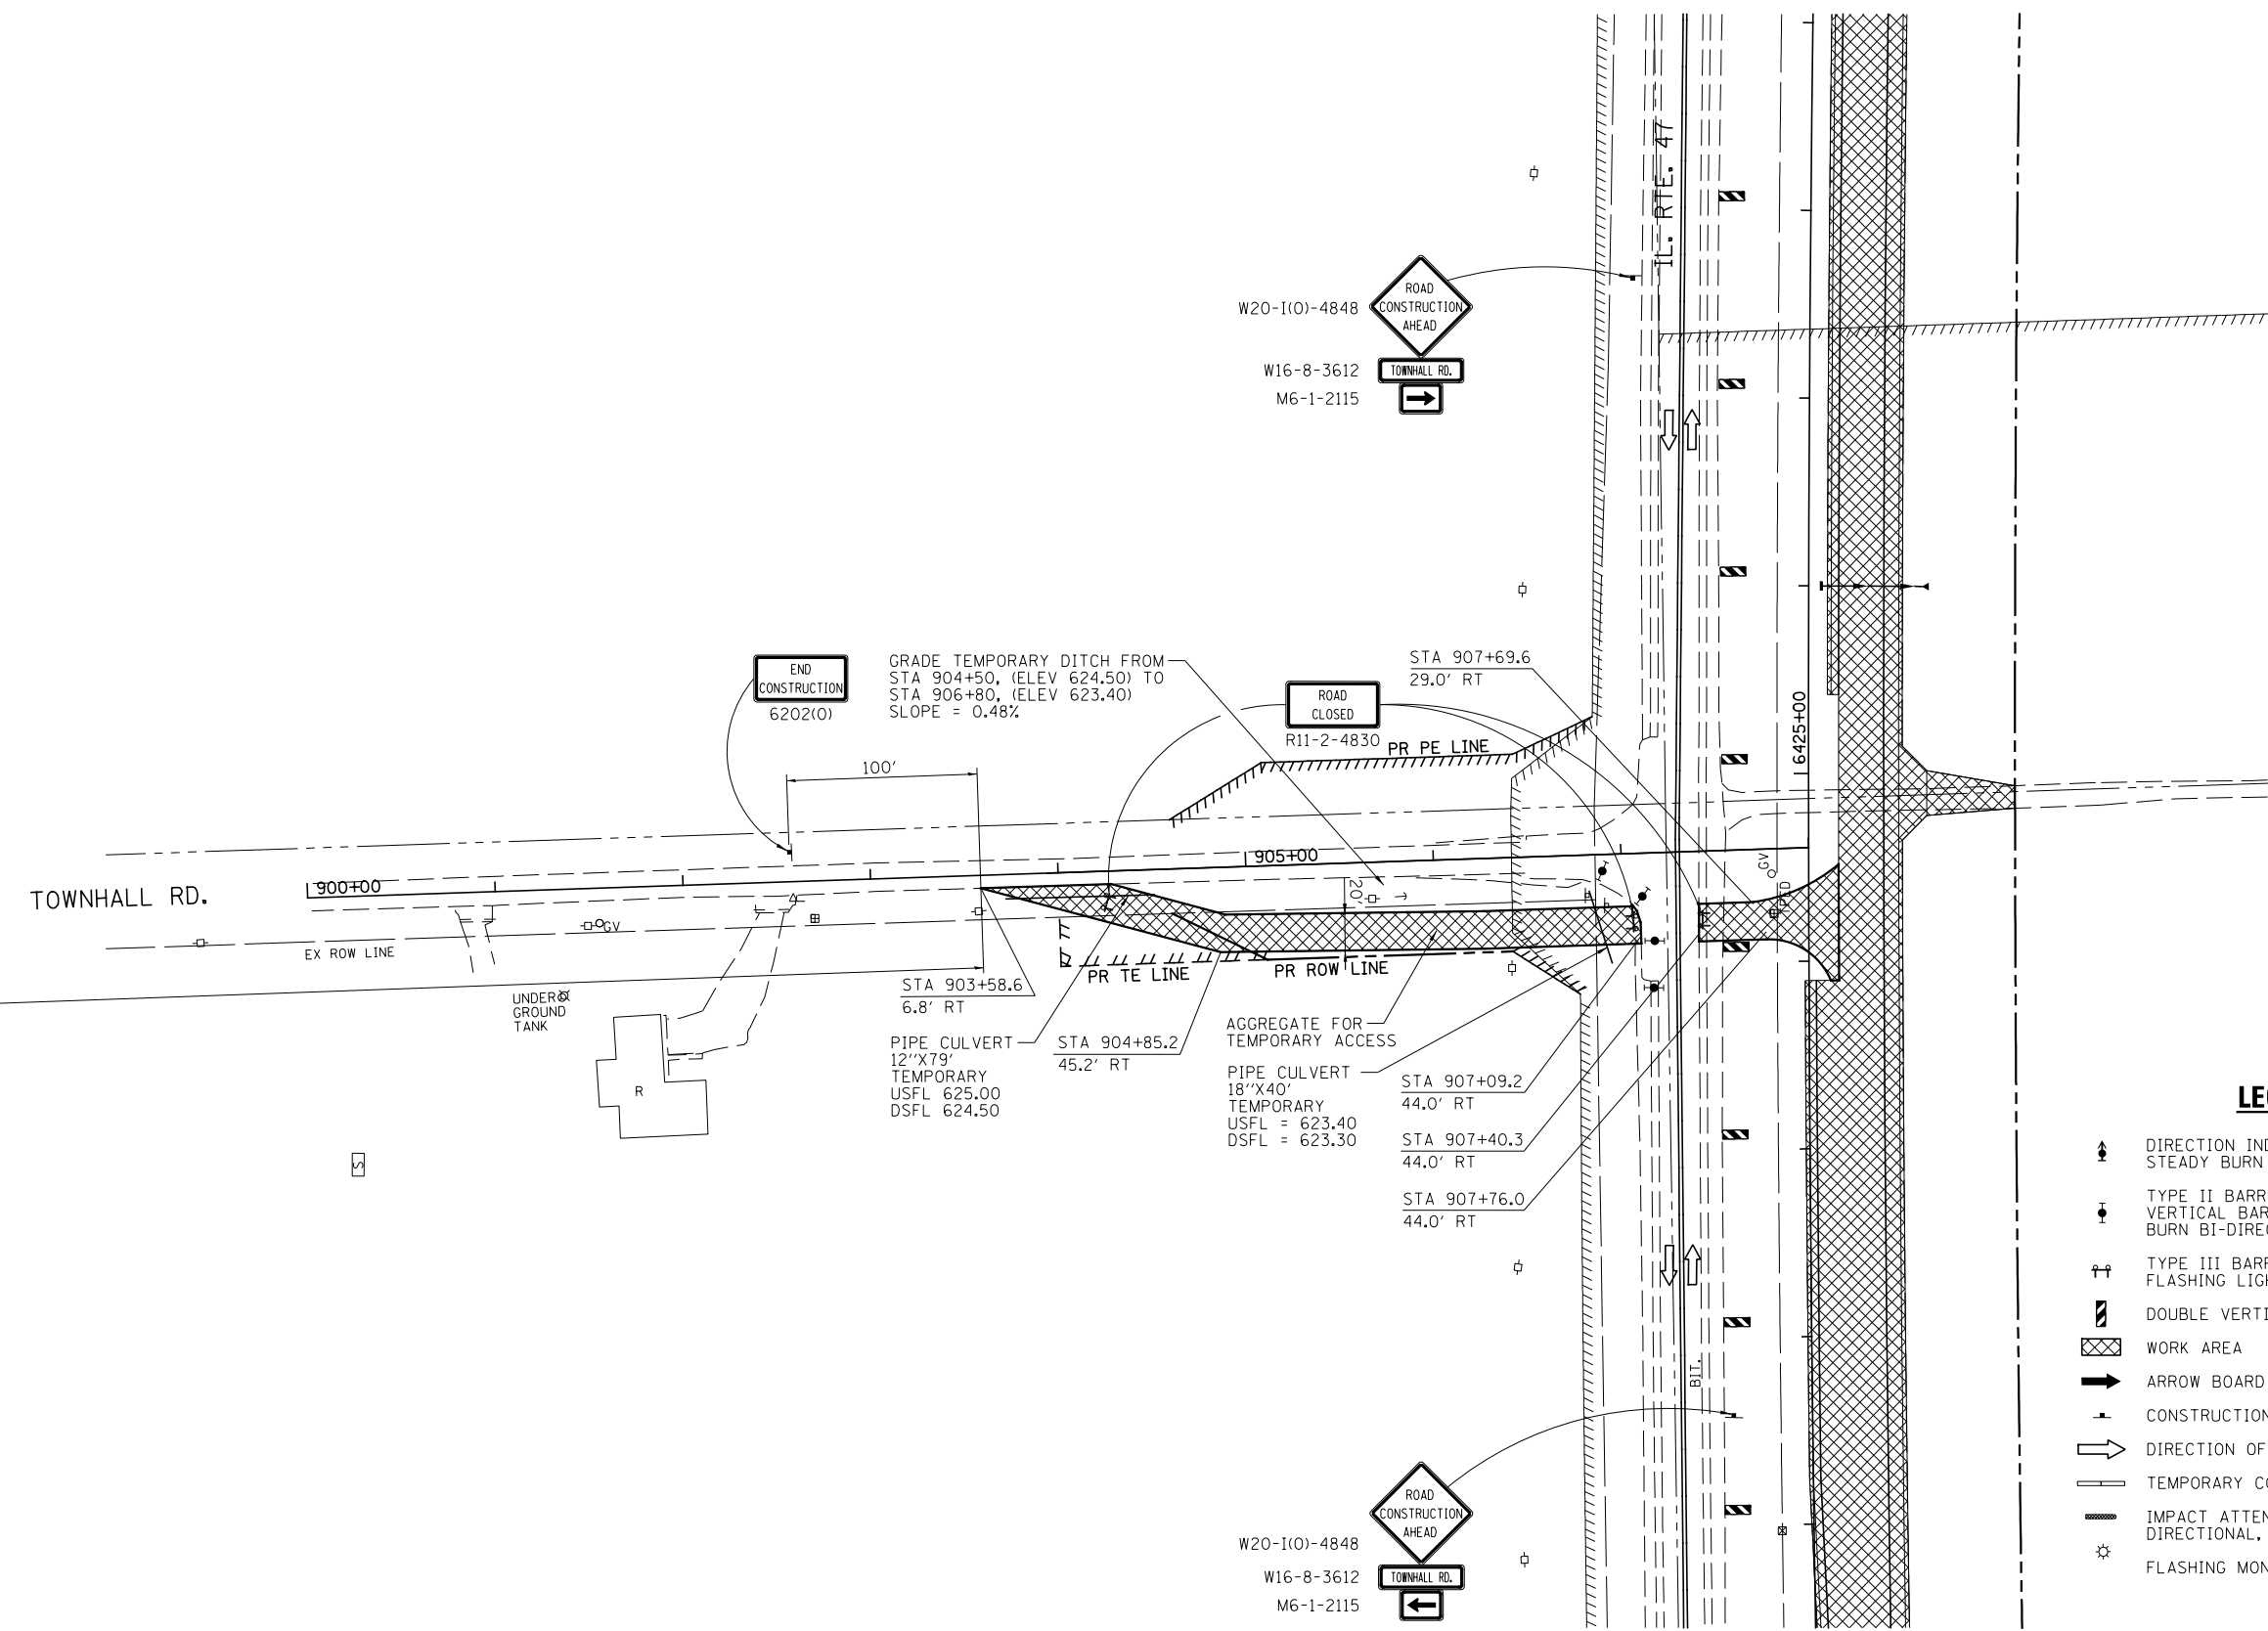 IL. RTE. 47
ROAD
CONSTRUCTION
AHEAD
W20-I(O)-4848
W16-8-3612
TOWNHALL RD.
M6-1-2115
END
CONSTRUCTION
6202(O)
GRADE TEMPORARY DITCH FROM
STA 904+50, (ELEV 624.50) TO
STA 906+80, (ELEV 623.40)
SLOPE = 0.48%
ROAD
CLOSED
R11-2-4830
STA 907+69.6
29.0' RT
PR PE LINE
6425+00
100'
TOWNHALL RD.
900+00
905+00
20'
GV
PED
GV
EX ROW LINE
PR TE LINE
PR ROW LINE
UNDER
GROUND
TANK
R
S
STA 903+58.6
6.8' RT
PIPE CULVERT
12''X79'
TEMPORARY
USFL 625.00
DSFL 624.50
STA 904+85.2
45.2' RT
AGGREGATE FOR
TEMPORARY ACCESS
PIPE CULVERT
18''X40'
TEMPORARY
USFL = 623.40
DSFL = 623.30
STA 907+09.2
44.0' RT
STA 907+40.3
44.0' RT
STA 907+76.0
44.0' RT
BIT.
ROAD
CONSTRUCTION
AHEAD
W20-I(O)-4848
W16-8-3612
TOWNHALL RD.
M6-1-2115
LE
DIRECTION IN
STEADY BURN
TYPE II BARR
VERTICAL BAR
BURN BI-DIRE
TYPE III BAR
FLASHING LIG
DOUBLE VERTI
WORK AREA
ARROW BOARD
CONSTRUCTION
DIRECTION OF
TEMPORARY CO
IMPACT ATTEN
DIRECTIONAL,
FLASHING MON